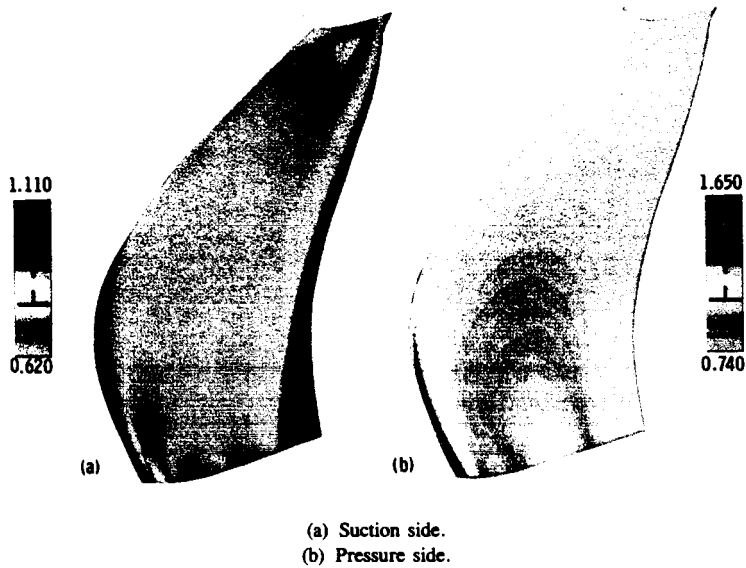 1.110
1.650
0.620
0.740
(a)
(b)
(a) Suction side.
(b) Pressure side.